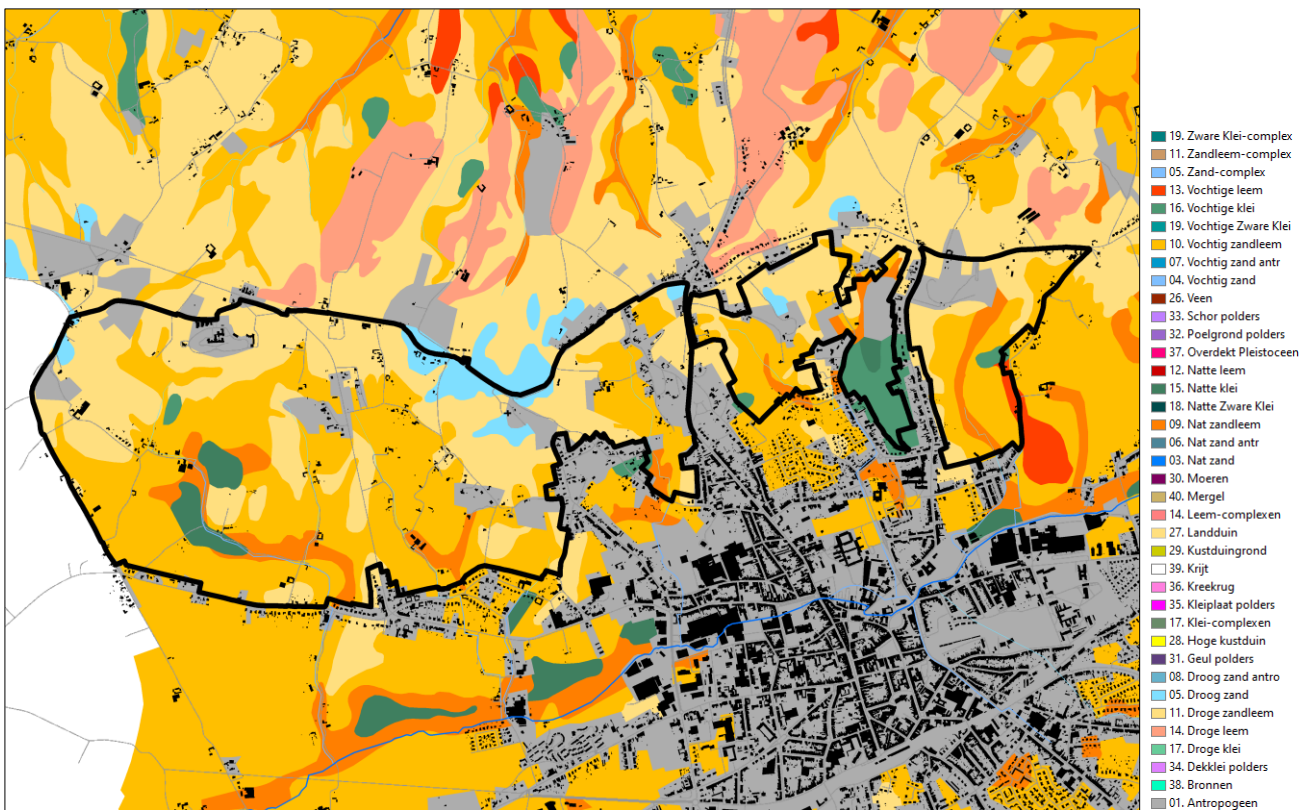 19. Zware Klei-complex
11. Zandleem-complex
05. Zand-complex
13. Vochtige leem
16. Vochtige klei
19. Vochtige Zware Klei
10. Vochtig zandleem
07. Vochtig zand antr
04. Vochtig zand
26. Veen
33. Schor polders
32. Poelgrond polders
37. Overdekt Pleistoceen
12. Natte leem
15. Natte klei
18. Natte Zware Klei
09. Nat zandleem
06. Nat zand antr
03. Nat zand
30. Moeren
40. Mergel
14. Leem-complexen
27. Landduin
29. Kustduingrond
39. Krijt
36. Kreekrug
35. Kleiplaat polders
17. Klei-complexen
28. Hoge kustduin
31. Geul polders
08. Droog zand antro
05. Droog zand
11. Droge zandleem
14. Droge leem
17. Droge klei
34. Dekklei polders
38. Bronnen
01. Antropogeen